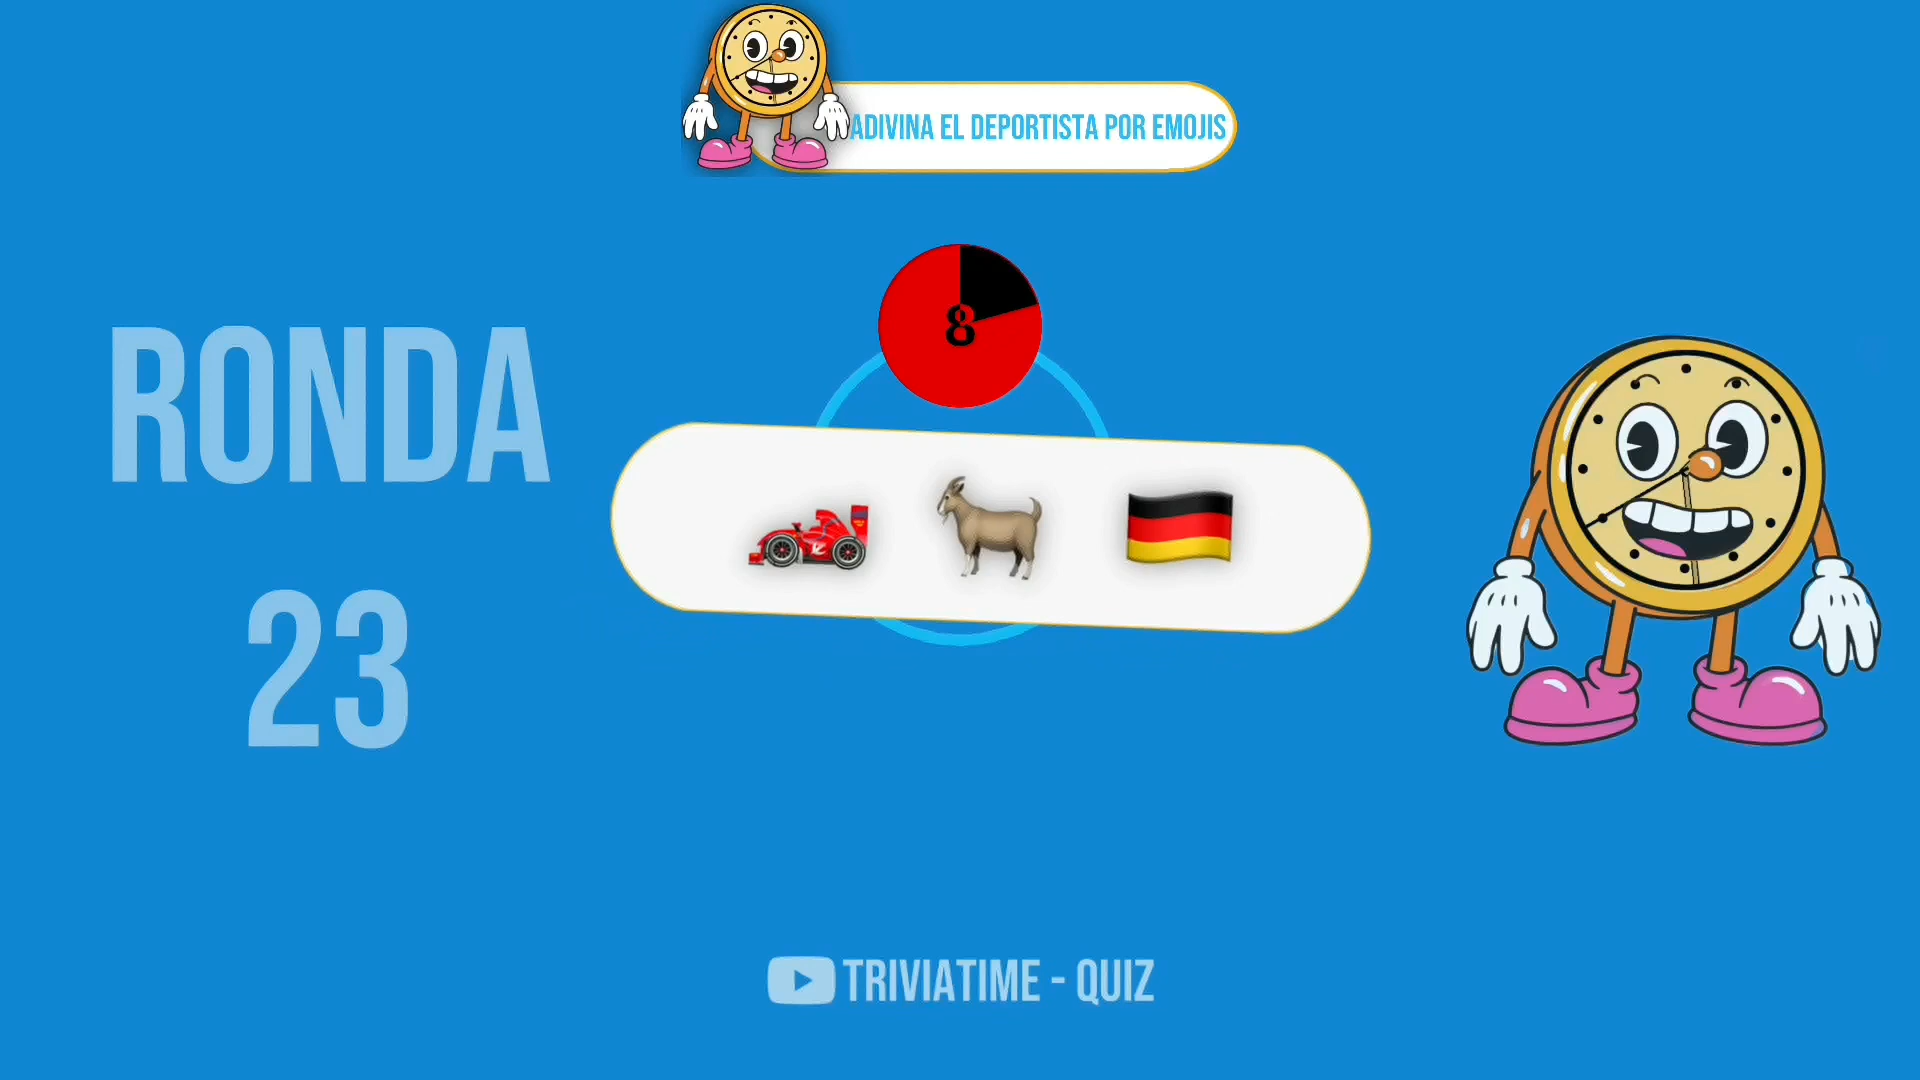 ADIVINA EL DEPORTISTA POR EMOJIS
8
RONDA
23
TRIVIATIME - QUIZ